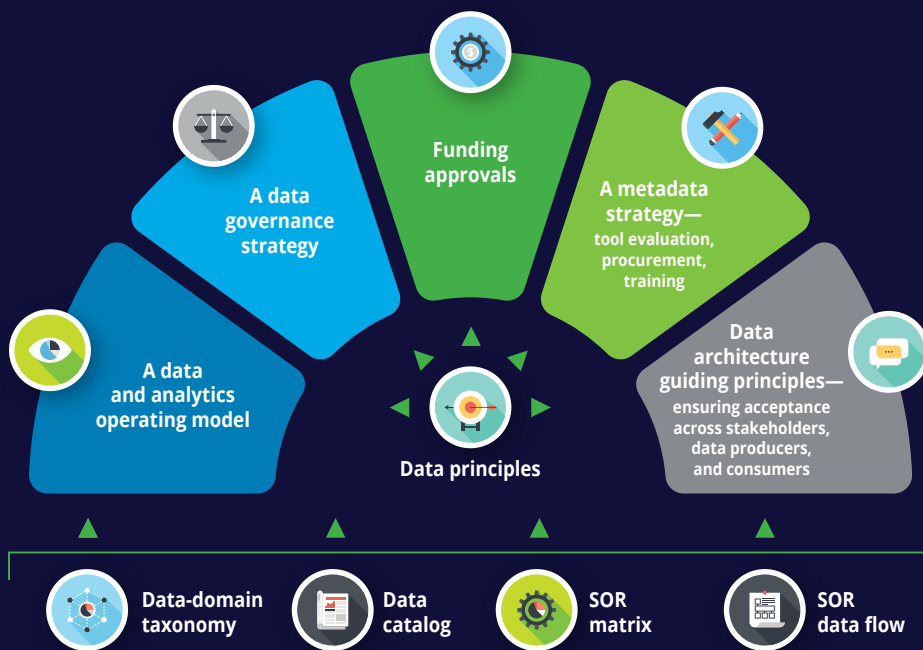 A data
and analytics
operating model
A data
governance
strategy
Funding
approvals
$
A metadata
strategy—
tool evaluation,
procurement,
training
Data
architecture
guiding principles—
ensuring acceptance
across stakeholders,
data producers,
and consumers
Data principles
Data-domain
taxonomy
Data
catalog
SOR
matrix
SOR
data flow